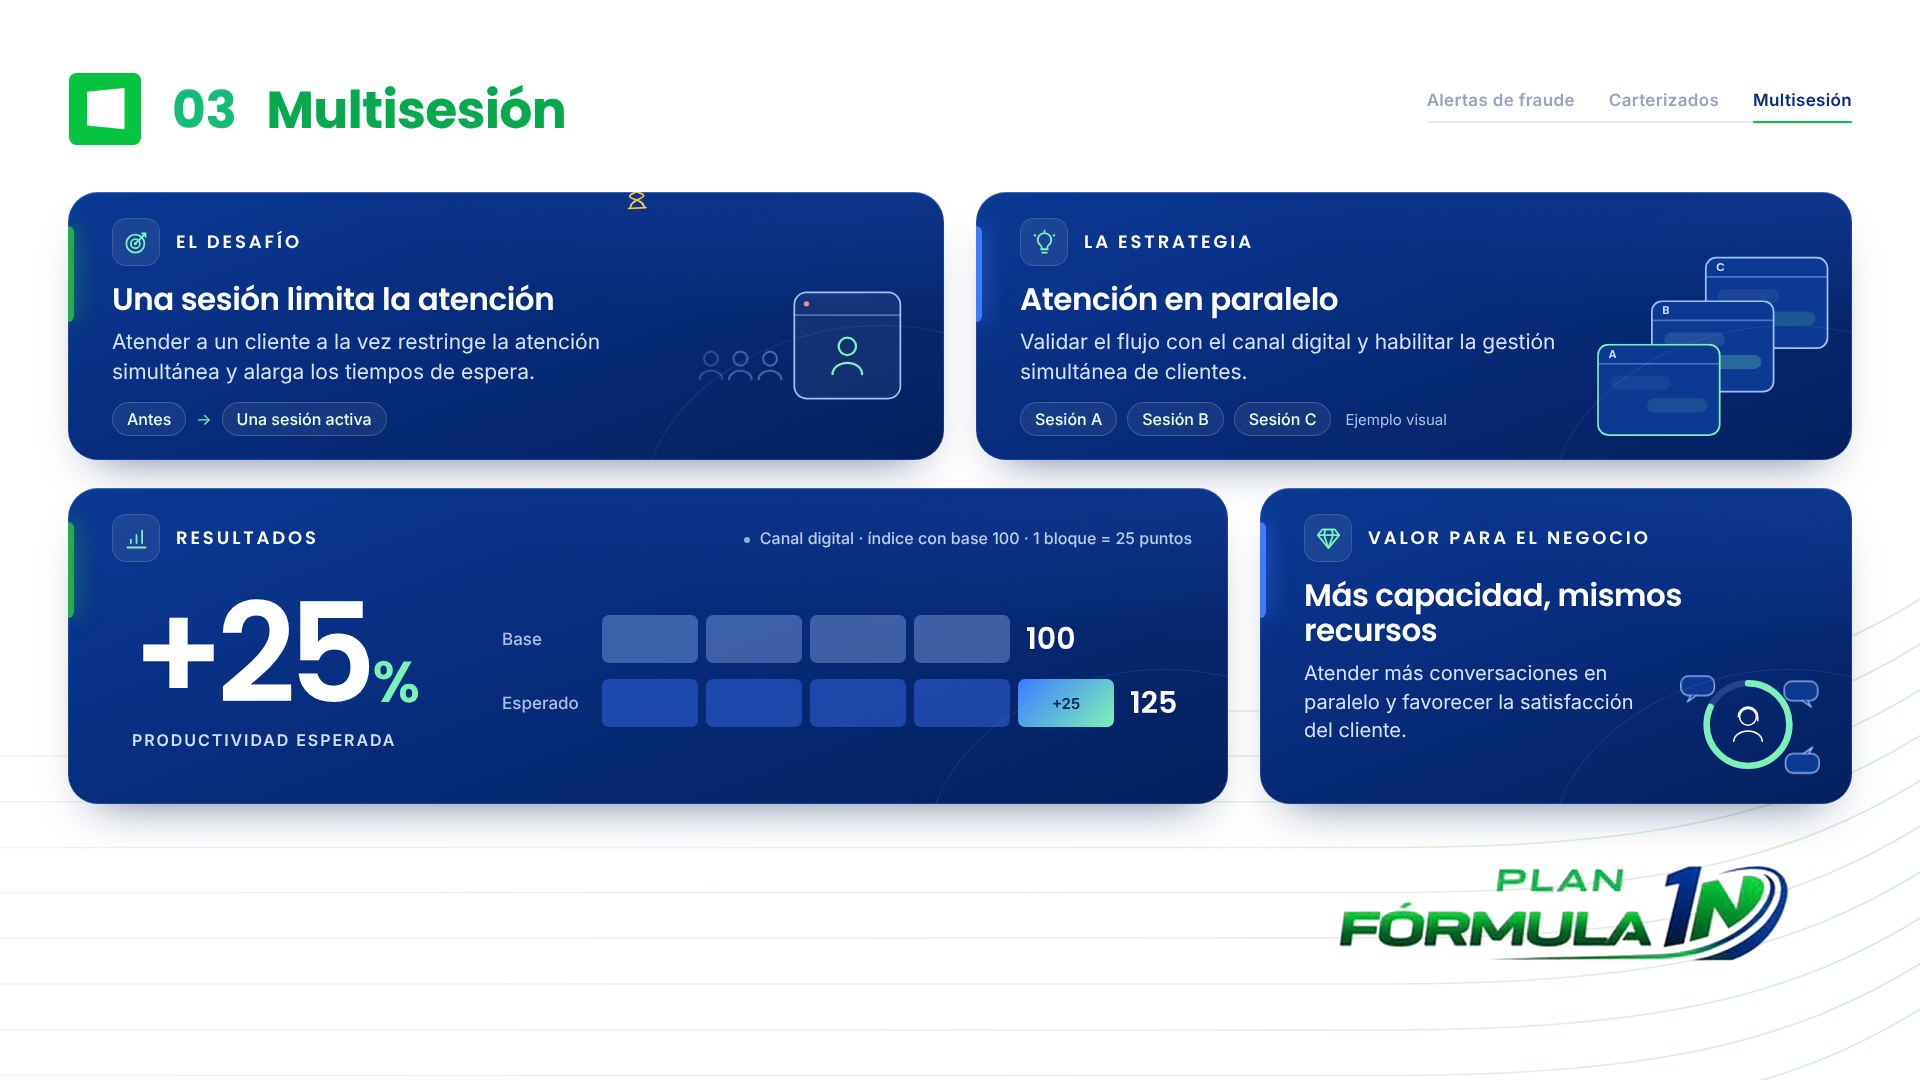 03 Multisesión
Alertas de fraude Carterizados Multisesión
EL DESAFÍO
Una sesión limita la atención
Atender a un cliente a la vez restringe la atención
simultánea y alarga los tiempos de espera.
Antes → Una sesión activa
LA ESTRATEGIA
Atención en paralelo
Validar el flujo con el canal digital y habilitar la gestión
simultánea de clientes.
Sesión A Sesión B Sesión C Ejemplo visual
C
B
A
RESULTADOS
• Canal digital · índice con base 100 · 1 bloque = 25 puntos
+25%
PRODUCTIVIDAD ESPERADA
Base 100
Esperado +25 125
VALOR PARA EL NEGOCIO
Más capacidad, mismos
recursos
Atender más conversaciones en
paralelo y favorecer la satisfacción
del cliente.
PLAN
FÓRMULA 1N